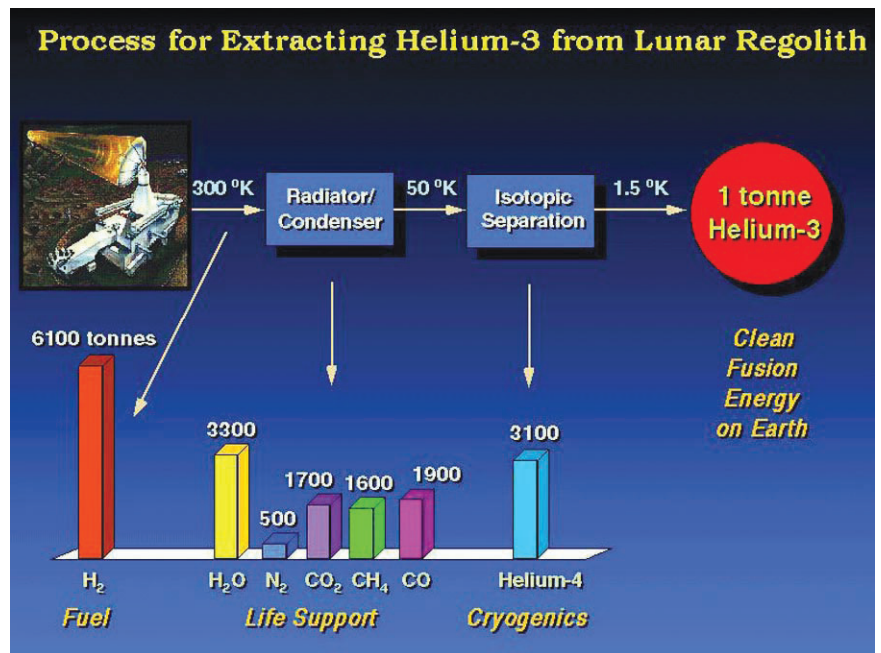 Process for Extracting Helium-3 from Lunar Regolith
300 ⁰K
Radiator/
Condenser
50 ⁰K
Isotopic
Separation
1.5 ⁰K
1 tonne
Helium-3
Clean
Fusion
Energy
on Earth
6100 tonnes
3300
500
1700
1600
1900
3100
H₂
H₂O
N₂
CO₂
CH₄
CO
Helium-4
Fuel
Life Support
Cryogenics